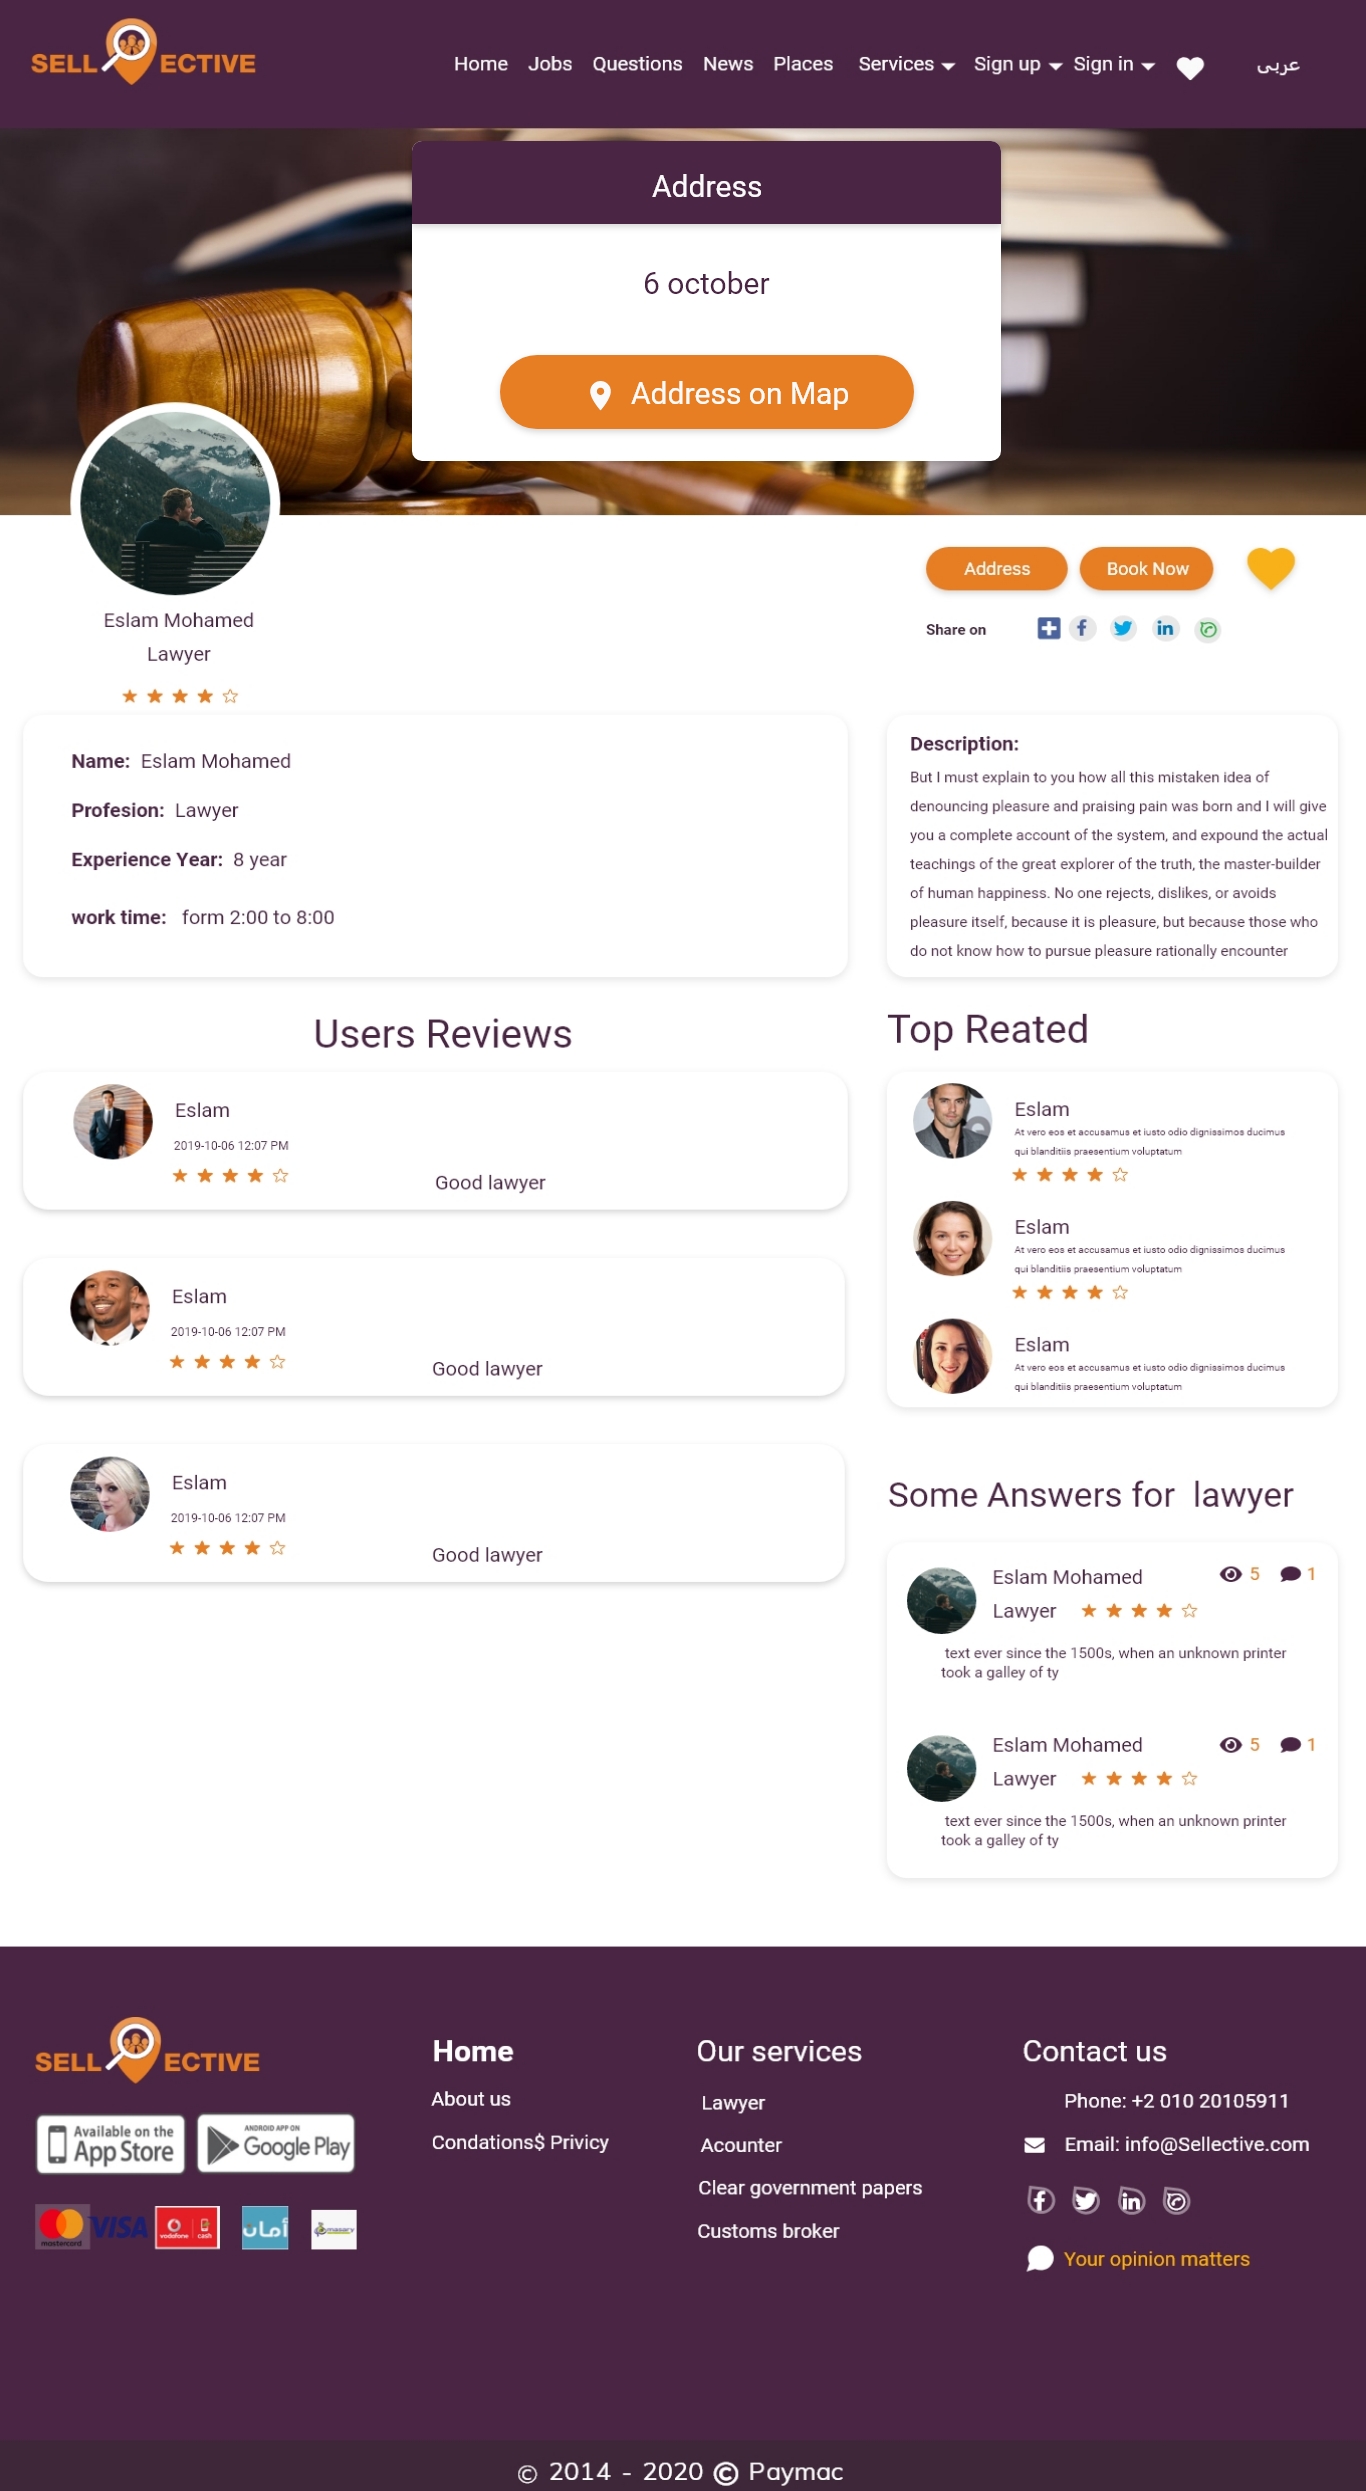 SELL ECTIVE
Home Jobs Questions News Places Services Sign up Sign in عربى
Address
6 october
Address on Map
Eslam Mohamed
Lawyer
Address Book Now
Share on
Name: Eslam Mohamed
Profesion: Lawyer
Experience Year: 8 year
work time: form 2:00 to 8:00
Description:
But I must explain to you how all this mistaken idea of
denouncing pleasure and praising pain was born and I will give
you a complete account of the system, and expound the actual
teachings of the great explorer of the truth, the master-builder
of human happiness. No one rejects, dislikes, or avoids
pleasure itself, because it is pleasure, but because those who
do not know how to pursue pleasure rationally encounter
Users Reviews
Eslam
2019-10-06 12:07 PM
Good lawyer
Eslam
2019-10-06 12:07 PM
Good lawyer
Eslam
2019-10-06 12:07 PM
Good lawyer
Top Reated
Eslam
At vero eos et accusamus et iusto odio dignissimos ducimus
qui blanditiis praesentium voluptatum
Eslam
At vero eos et accusamus et iusto odio dignissimos ducimus
qui blanditiis praesentium voluptatum
Eslam
At vero eos et accusamus et iusto odio dignissimos ducimus
qui blanditiis praesentium voluptatum
Some Answers for lawyer
Eslam Mohamed 5 1
Lawyer
text ever since the 1500s, when an unknown printer
took a galley of ty
Eslam Mohamed 5 1
Lawyer
text ever since the 1500s, when an unknown printer
took a galley of ty
SELL ECTIVE
Available on the
App Store
ANDROID APP ON
Google Play
mastercard
VISA
vodafone cash
أمان
masary
Home
About us
Condations$ Privicy
Our services
Lawyer
Acounter
Clear government papers
Customs broker
Contact us
Phone: +2 010 20105911
Email: info@Sellective.com
Your opinion matters
© 2014 - 2020 © Paymac